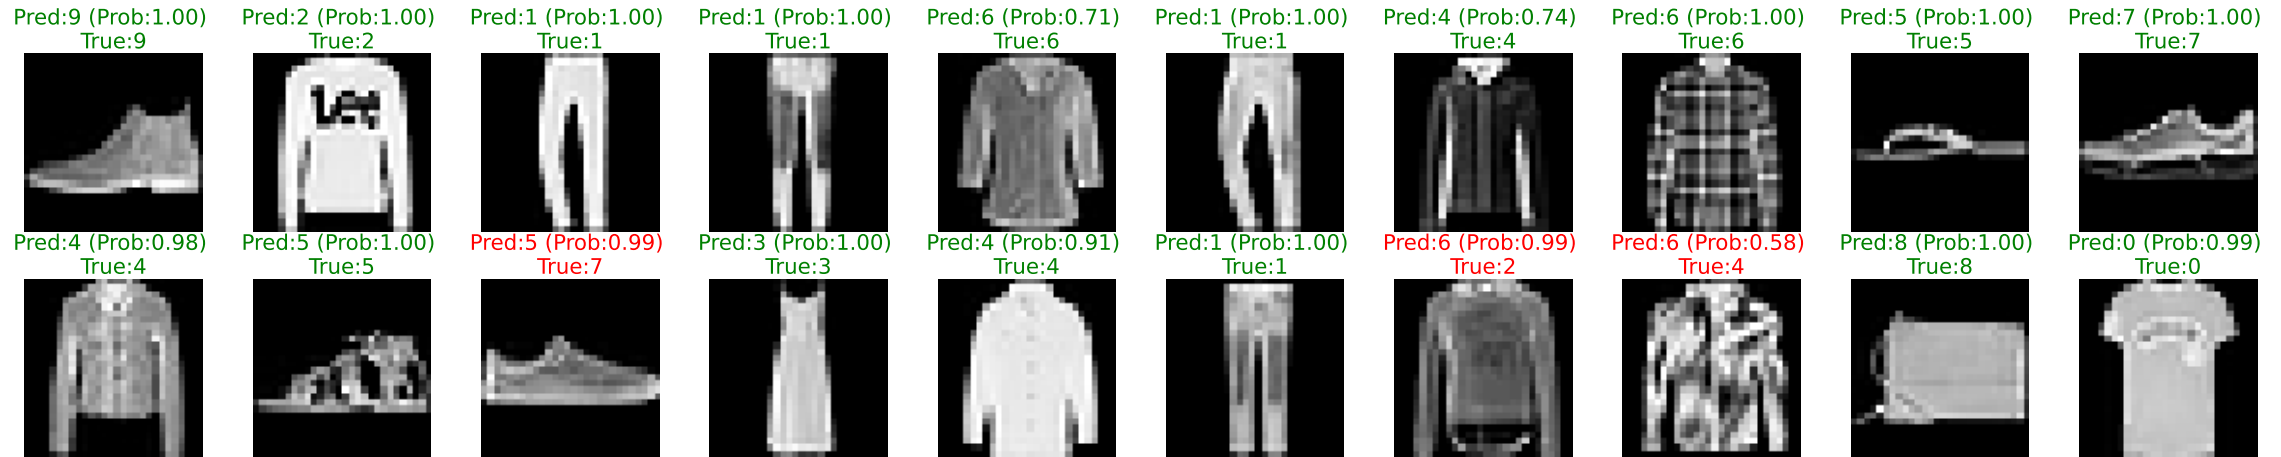 Pred:9 (Prob:1.00) Pred:2 (Prob:1.00) Pred:1 (Prob:1.00) Pred:1 (Prob:1.00) Pred:6 (Prob:0.71) Pred:1 (Prob:1.00) Pred:4 (Prob:0.74) Pred:6 (Prob:1.00) Pred:5 (Prob:1.00) Pred:7 (Prob:1.00)
True:9 True:2 True:1 True:1 True:6 True:1 True:4 True:6 True:5 True:7
Lee
Pred:4 (Prob:0.98) Pred:5 (Prob:1.00) Pred:5 (Prob:0.99) Pred:3 (Prob:1.00) Pred:4 (Prob:0.91) Pred:1 (Prob:1.00) Pred:6 (Prob:0.99) Pred:6 (Prob:0.58) Pred:8 (Prob:1.00) Pred:0 (Prob:0.99)
True:4 True:5 True:7 True:3 True:4 True:1 True:2 True:4 True:8 True:0